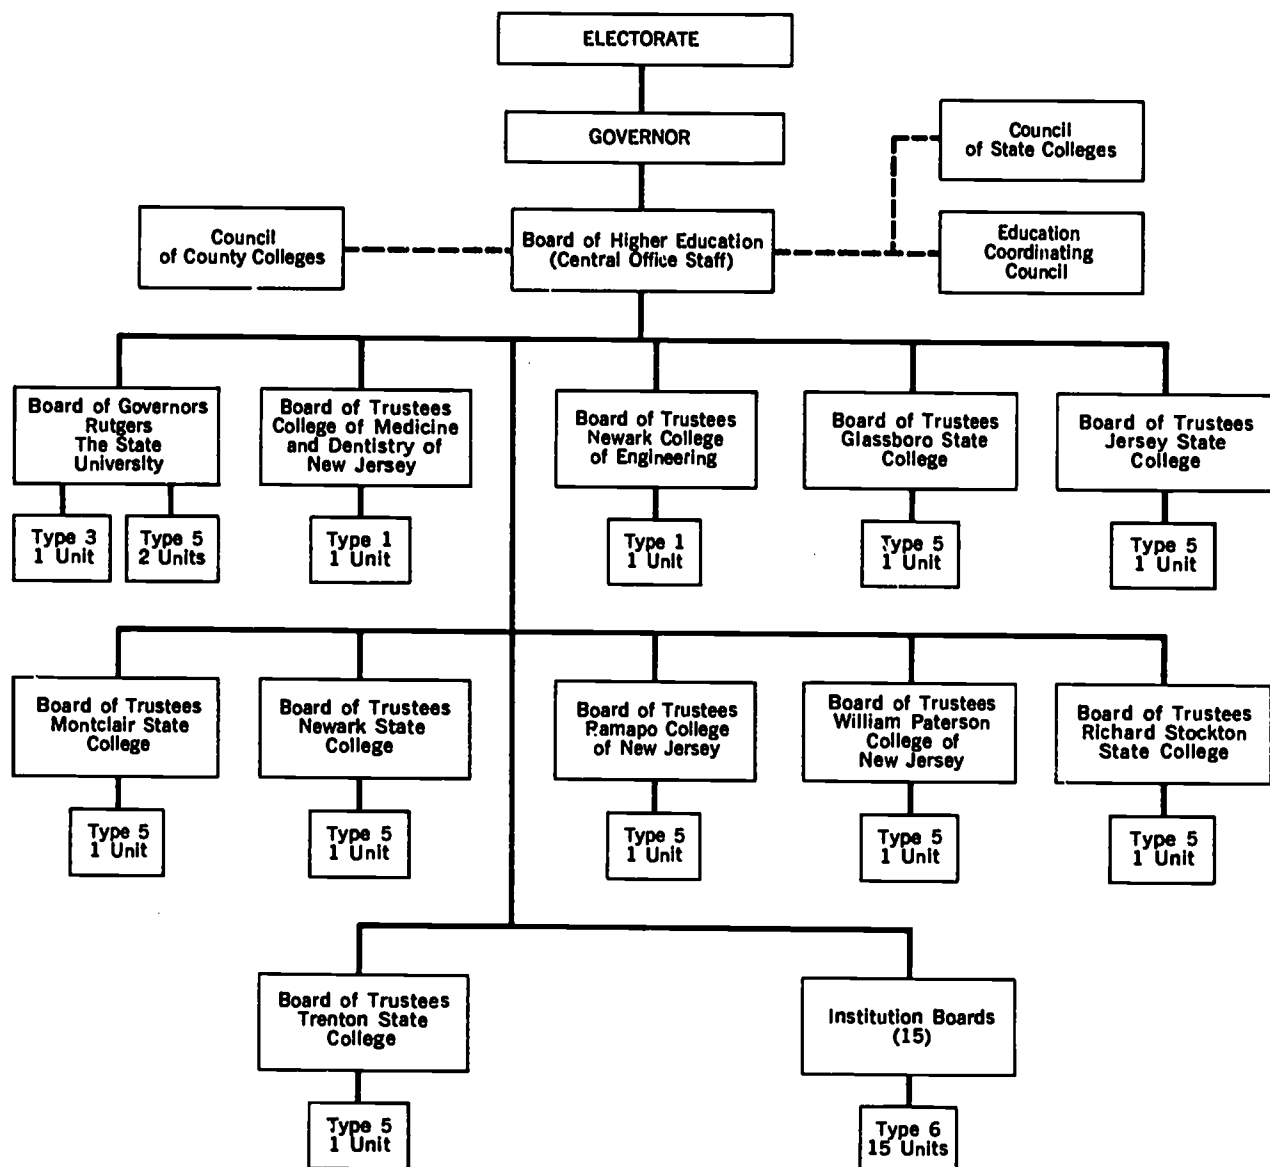 ELECTORATE
GOVERNOR
Council
of State Colleges
Council
of County Colleges
Board of Higher Education
(Central Office Staff)
Education
Coordinating
Council
Board of Governors
Rutgers
The State
University
Board of Trustees
College of Medicine
and Dentistry of
New Jersey
Board of Trustees
Newark College
of Engineering
Board of Trustees
Glassboro State
College
Board of Trustees
Jersey State
College
Type 3
1 Unit
Type 5
2 Units
Type 1
1 Unit
Type 1
1 Unit
Type 5
1 Unit
Type 5
1 Unit
Board of Trustees
Montclair State
College
Board of Trustees
Newark State
College
Board of Trustees
Ramapo College
of New Jersey
Board of Trustees
William Paterson
College of
New Jersey
Board of Trustees
Richard Stockton
State College
Type 5
1 Unit
Type 5
1 Unit
Type 5
1 Unit
Type 5
1 Unit
Type 5
1 Unit
Board of Trustees
Trenton State
College
Institution Boards
(15)
Type 5
1 Unit
Type 6
15 Units